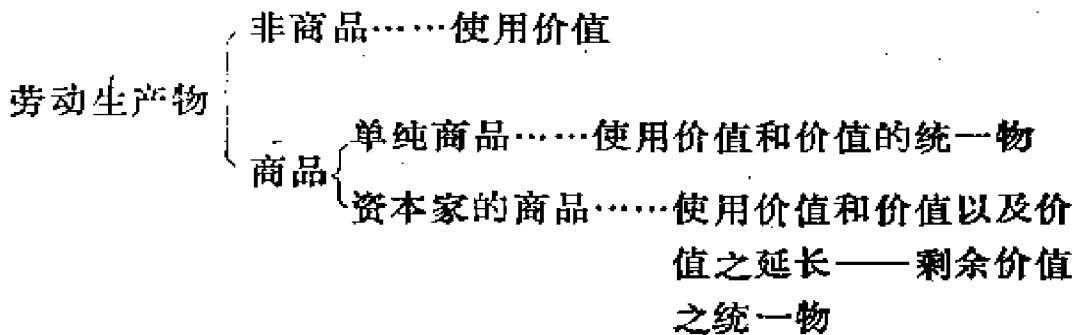 非商品……使用价值
劳动生产物
单纯商品……使用价值和价值的统一物
商品
资本家的商品……使用价值和价值以及价
值之延长——剩余价值
之统一物